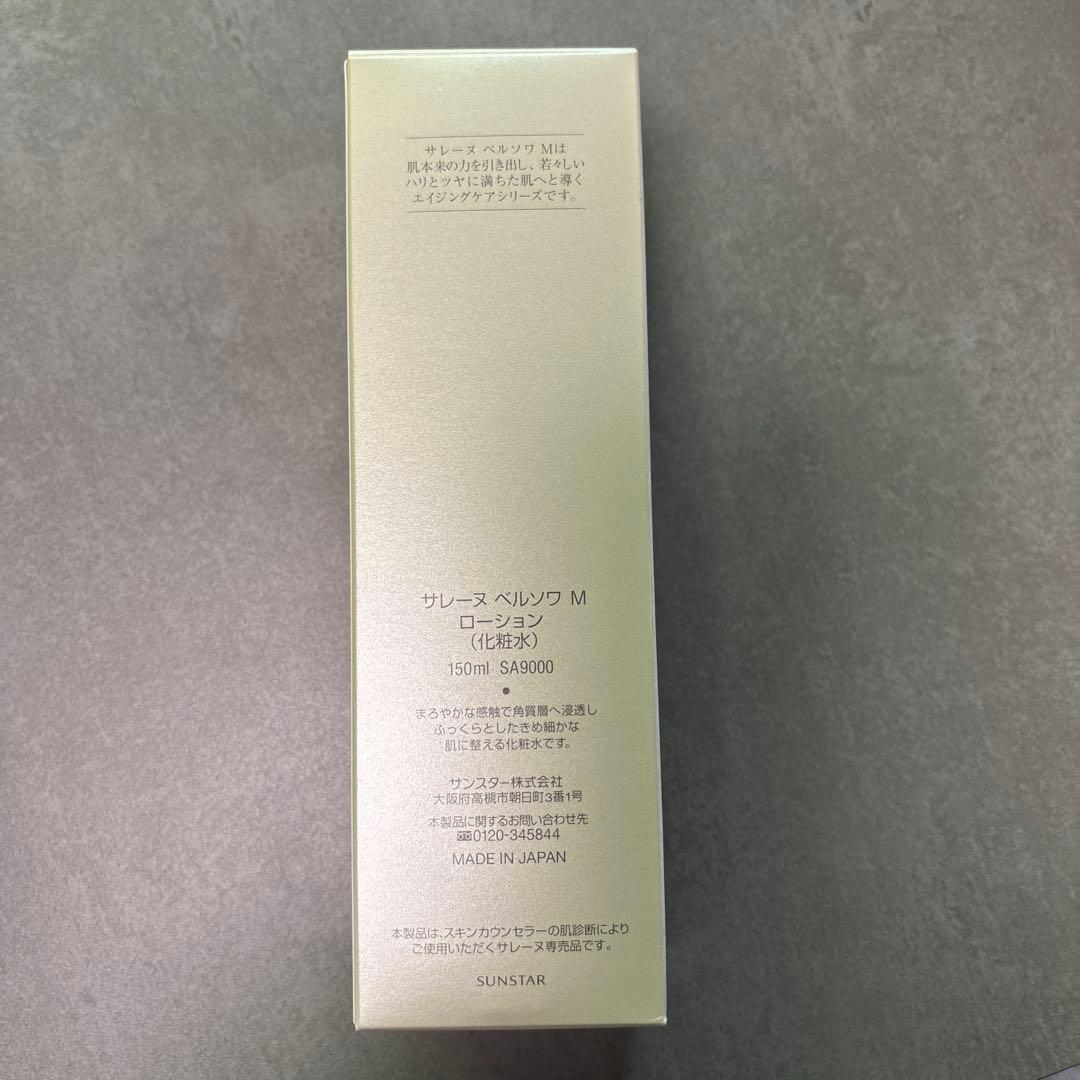 サレーヌ ベルソワ Mは
肌本来の力を引き出し、若々しい
ハリとツヤに満ちた肌へと導く
エイジングケアシリーズです。
サレーヌ ベルソワ M
ローション
(化粧水)
150ml SA9000
●
まろやかな感触で角質層へ浸透し
ふっくらとしたきめ細かな
肌に整える化粧水です。
サンスター株式会社
大阪府高槻市朝日町3番1号
本製品に関するお問い合わせ先
0120-345844
MADE IN JAPAN
本製品は、スキンカウンセラーの肌診断により
ご使用いただくサレーヌ専売品です。
SUNSTAR